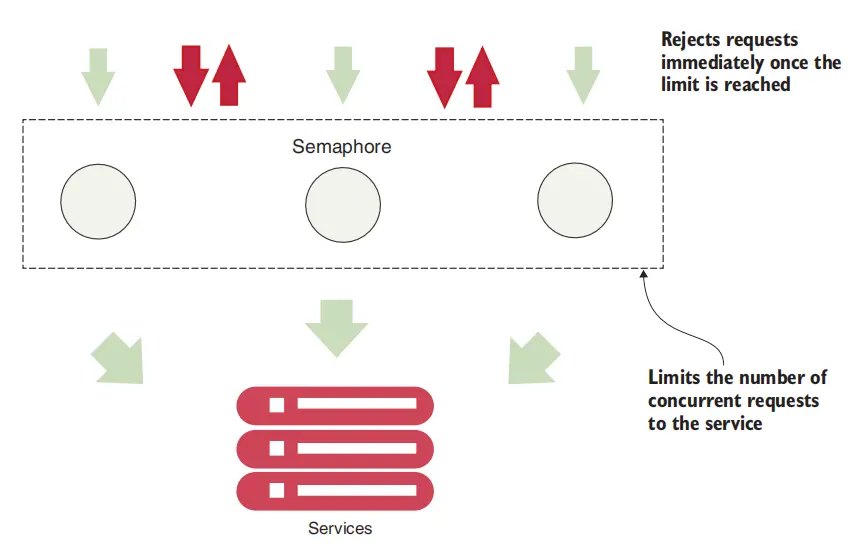 Rejects requests
immediately once the
limit is reached
Semaphore
Limits the number of
concurrent requests
to the service
Services